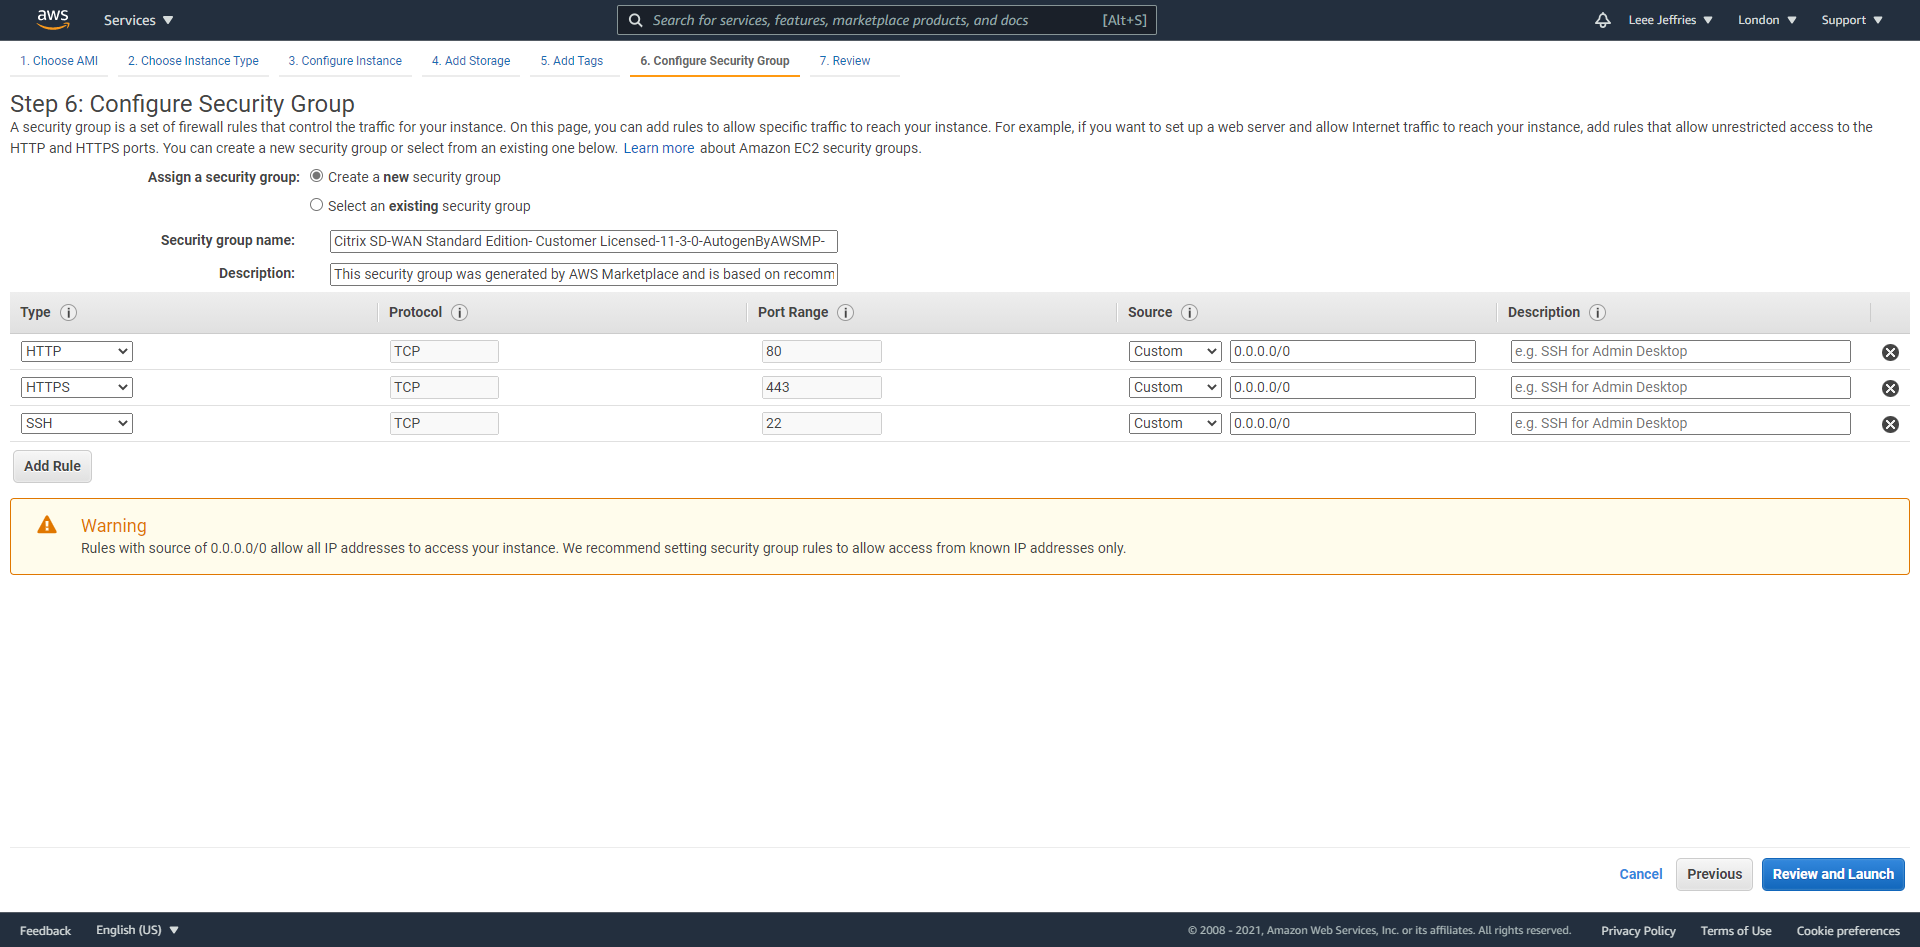 aws Services Search for services, features, marketplace products, and docs [Alt+S] Leee Jeffries London Support
1. Choose AMI 2. Choose Instance Type 3. Configure Instance 4. Add Storage 5. Add Tags 6. Configure Security Group 7. Review
Step 6: Configure Security Group
A security group is a set of firewall rules that control the traffic for your instance. On this page, you can add rules to allow specific traffic to reach your instance. For example, if you want to set up a web server and allow Internet traffic to reach your instance, add rules that allow unrestricted access to the
HTTP and HTTPS ports. You can create a new security group or select from an existing one below. Learn more about Amazon EC2 security groups.
Assign a security group: Create a new security group
Select an existing security group
Security group name: Citrix SD-WAN Standard Edition- Customer Licensed-11-3-0-AutogenByAWSMP-
Description: This security group was generated by AWS Marketplace and is based on recomm
Type i Protocol i Port Range i Source i Description i
HTTP TCP 80 Custom 0.0.0.0/0 e.g. SSH for Admin Desktop
HTTPS TCP 443 Custom 0.0.0.0/0 e.g. SSH for Admin Desktop
SSH TCP 22 Custom 0.0.0.0/0 e.g. SSH for Admin Desktop
Add Rule
Warning
Rules with source of 0.0.0.0/0 allow all IP addresses to access your instance. We recommend setting security group rules to allow access from known IP addresses only.
Cancel Previous Review and Launch
Feedback English (US) © 2008 - 2021, Amazon Web Services, Inc. or its affiliates. All rights reserved. Privacy Policy Terms of Use Cookie preferences